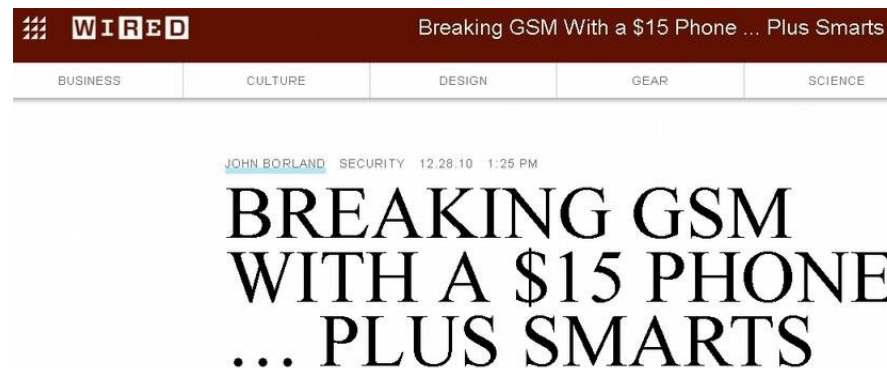 WIRED Breaking GSM With a $15 Phone ... Plus Smarts
BUSINESS CULTURE DESIGN GEAR SCIENCE
JOHN BORLAND SECURITY 12.28.10 1:25 PM
BREAKING GSM
WITH A $15 PHONE
... PLUS SMARTS